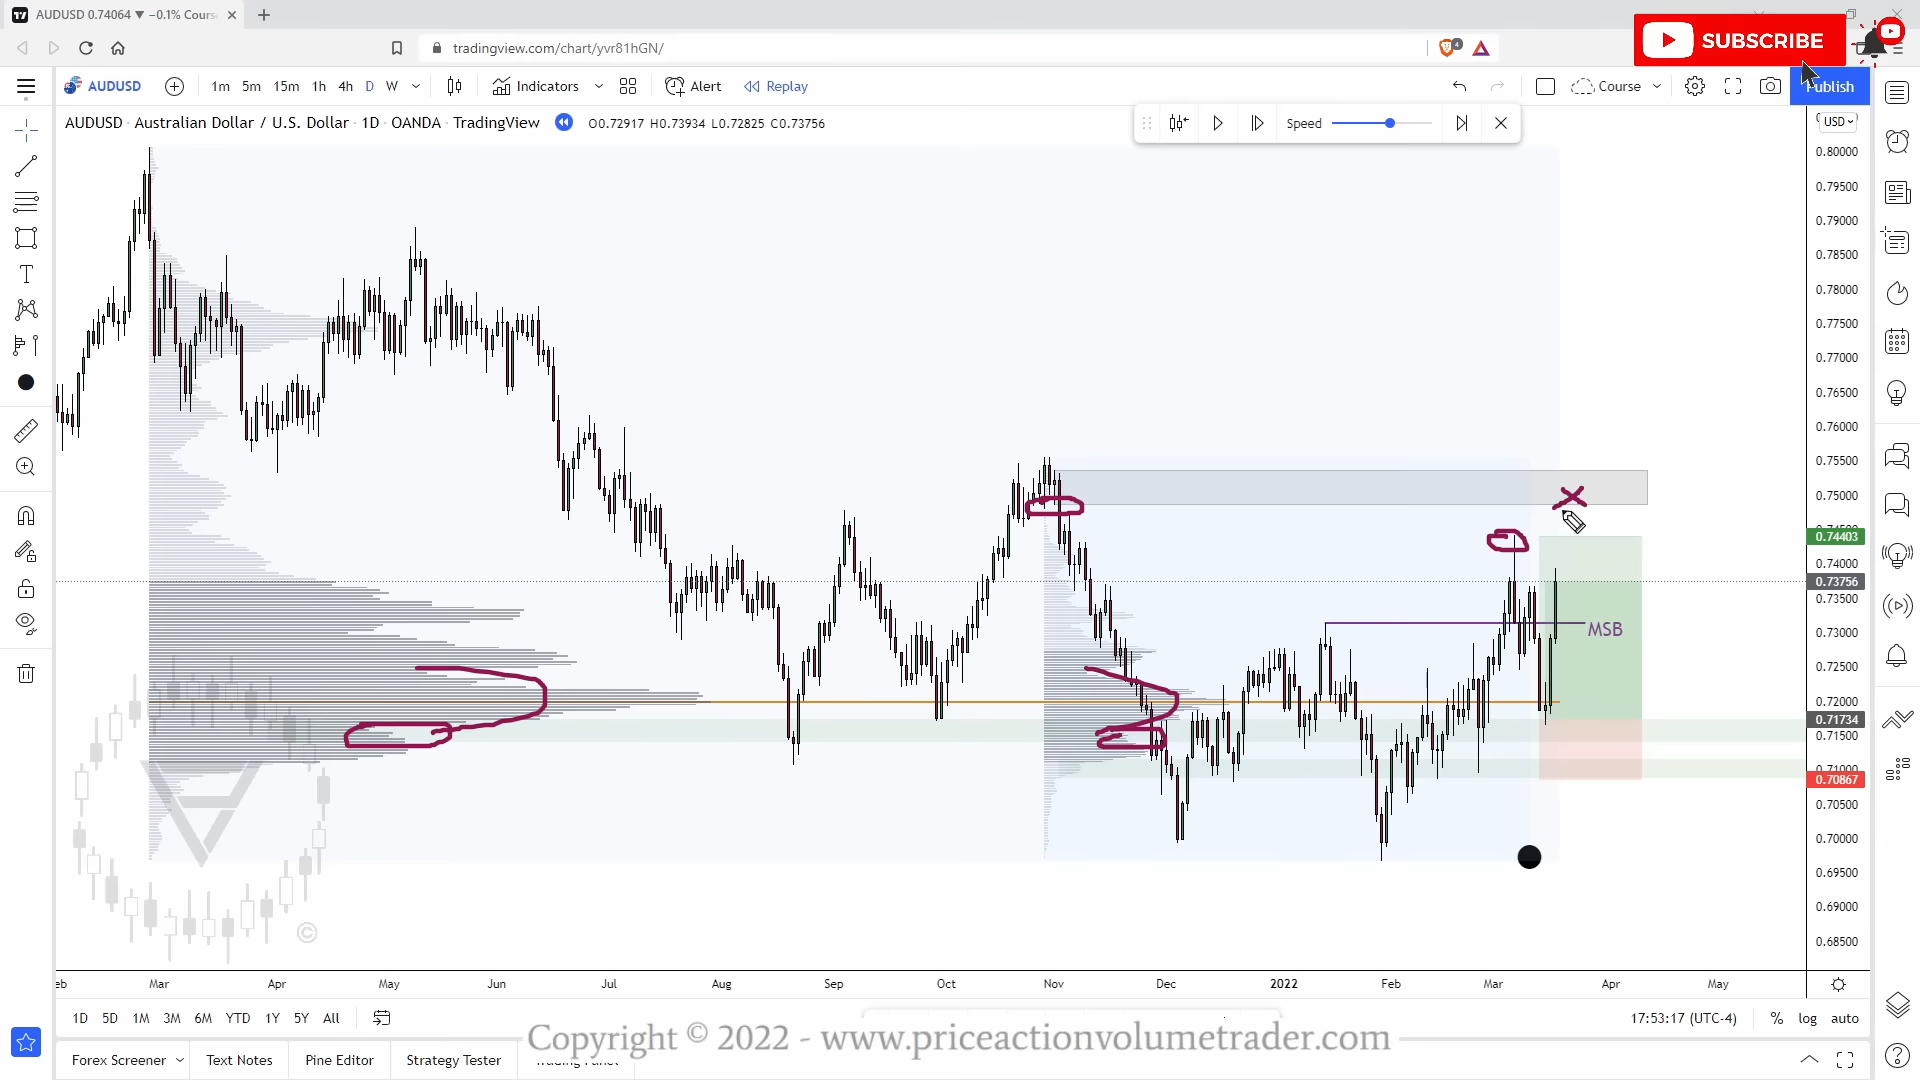 AUDUSD 0.74064 ▼ −0.1% Cours
SUBSCRIBE
tradingview.com/chart/yvr81hGN/
4
AUDUSD 1m 5m 15m 1h 4h D W Indicators Alert Replay Course Publish
AUDUSD · Australian Dollar / U.S. Dollar · 1D · OANDA · TradingView O0.72917 H0.73934 L0.72825 C0.73756
Speed
USD
0.80000
0.79500
0.79000
0.78500
0.78000
0.77500
0.77000
0.76500
0.76000
0.75500
0.75000
0.74403
0.74000
0.73756
0.73500
MSB
0.73000
0.72500
0.72000
0.71734
0.71500
0.71000
0.70867
0.70500
0.70000
0.69500
0.69000
0.68500
eb Mar Apr May Jun Jul Aug Sep Oct Nov Dec 2022 Feb Mar Apr May
1D 5D 1M 3M 6M YTD 1Y 5Y All 17:53:17 (UTC-4) % log auto
Copyright © 2022 - www.priceactionvolumetrader.com
Forex Screener Text Notes Pine Editor Strategy Tester Trading Panel